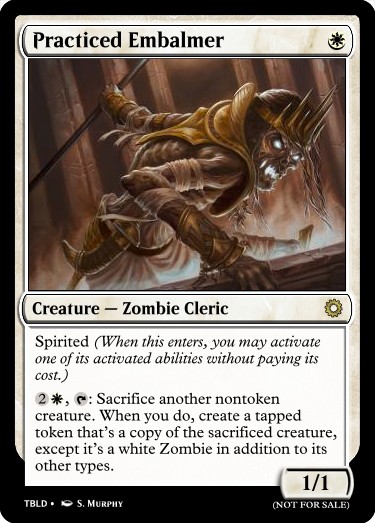 Practiced Embalmer
Creature — Zombie Cleric
Spirited (When this enters, you may activate
one of its activated abilities without paying its
cost.)
2, : Sacrifice another nontoken
creature. When you do, create a tapped
token that's a copy of the sacrificed creature,
except it's a white Zombie in addition to its
other types.
1/1
TBLD • S. Murphy
(NOT FOR SALE)